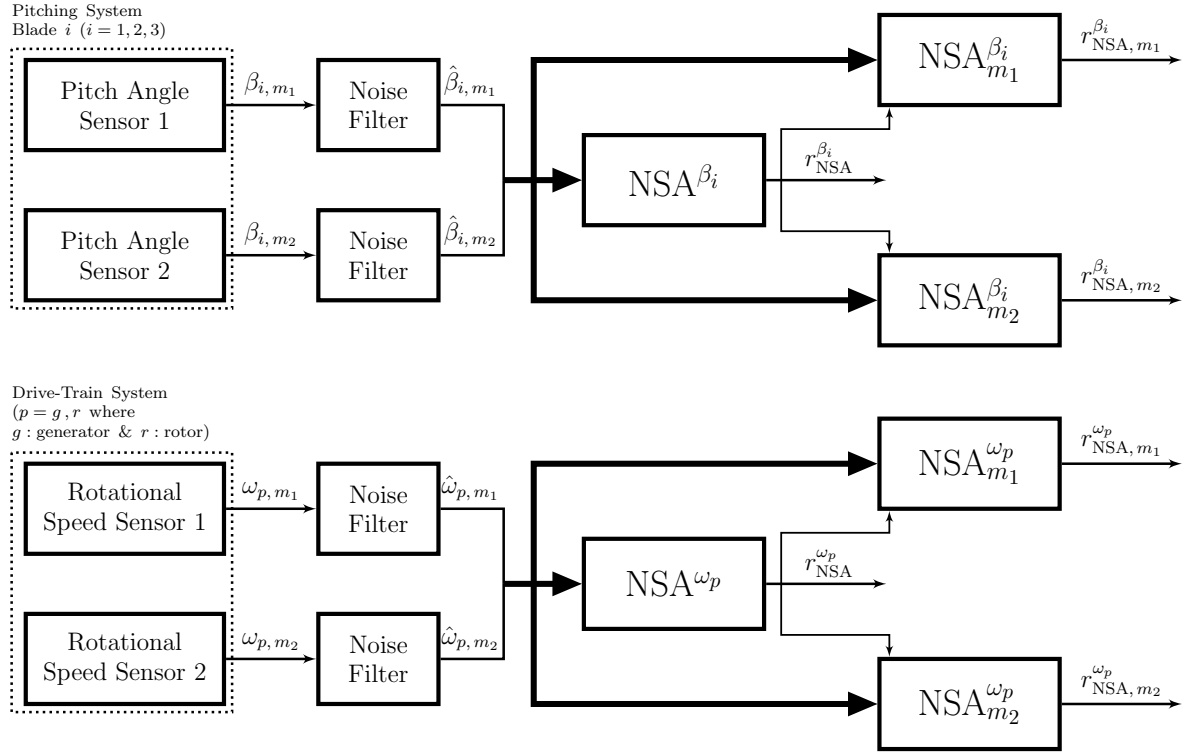 Pitching System
Blade i (i = 1, 2, 3)
Pitch Angle
Sensor 1
β_{i, m_1}
Noise
Filter
\hat{β}_{i, m_1}
NSA^{β_i}_{m_1}
r^{β_i}_{NSA, m_1}
NSA^{β_i}
r^{β_i}_{NSA}
Pitch Angle
Sensor 2
β_{i, m_2}
Noise
Filter
\hat{β}_{i, m_2}
NSA^{β_i}_{m_2}
r^{β_i}_{NSA, m_2}
Drive-Train System
(p = g , r where
g : generator & r : rotor)
Rotational
Speed Sensor 1
ω_{p, m_1}
Noise
Filter
\hat{ω}_{p, m_1}
NSA^{ω_p}_{m_1}
r^{ω_p}_{NSA, m_1}
NSA^{ω_p}
r^{ω_p}_{NSA}
Rotational
Speed Sensor 2
ω_{p, m_2}
Noise
Filter
\hat{ω}_{p, m_2}
NSA^{ω_p}_{m_2}
r^{ω_p}_{NSA, m_2}